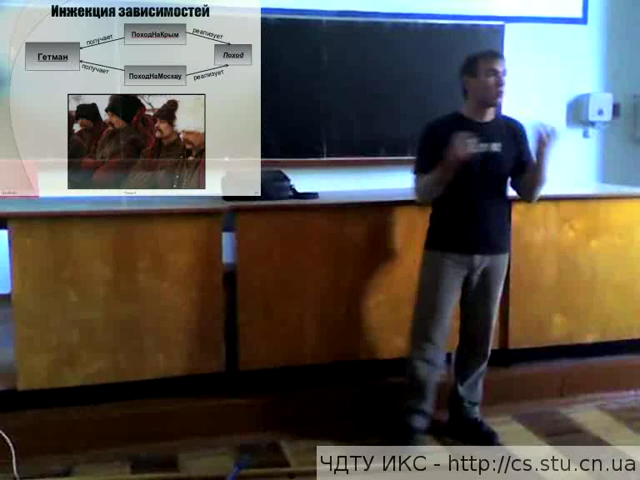 Инжекция зависимостей
получает
ПоходНаКрым
реализует
Гетман
Поход
получает
ПоходНаМоскву
реализует
ЧДТУ ИКС - http://cs.stu.cn.ua